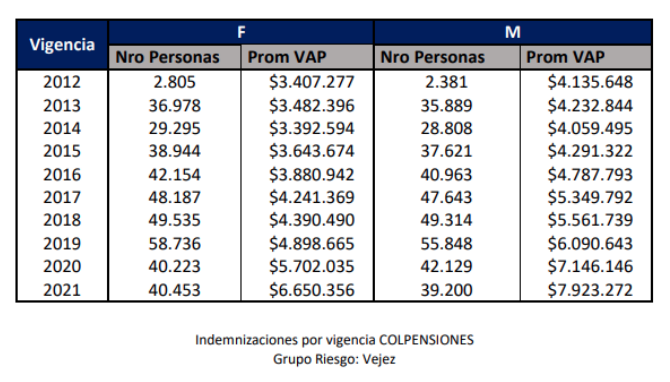 Vigencia F M
Nro Personas Prom VAP Nro Personas Prom VAP
2012 2.805 $3.407.277 2.381 $4.135.648
2013 36.978 $3.482.396 35.889 $4.232.844
2014 29.295 $3.392.594 28.808 $4.059.495
2015 38.944 $3.643.674 37.621 $4.291.322
2016 42.154 $3.880.942 40.963 $4.787.793
2017 48.187 $4.241.369 47.643 $5.349.792
2018 49.535 $4.390.490 49.314 $5.561.739
2019 58.736 $4.898.665 55.848 $6.090.643
2020 40.223 $5.702.035 42.129 $7.146.146
2021 40.453 $6.650.356 39.200 $7.923.272
Indemnizaciones por vigencia COLPENSIONES
Grupo Riesgo: Vejez